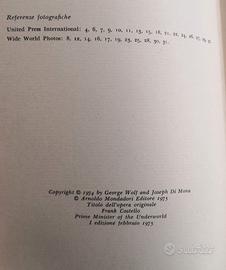 Referenze fotografiche
United Press International: 4, 6, 7, 9, 10, 11, 13, 15, 18, 21, 22, 24, 26, 27, 29,
Wide World Photos: 8, 12, 14, 16, 17, 19, 23, 25, 28, 30, 31.
Copyright © 1974 by George Wolf and Joseph Di Mona
© Arnoldo Mondadori Editore 1975
Titolo dell'opera originale
Frank Costello
Prime Minister of the Underworld
I edizione febbraio 1975
subito